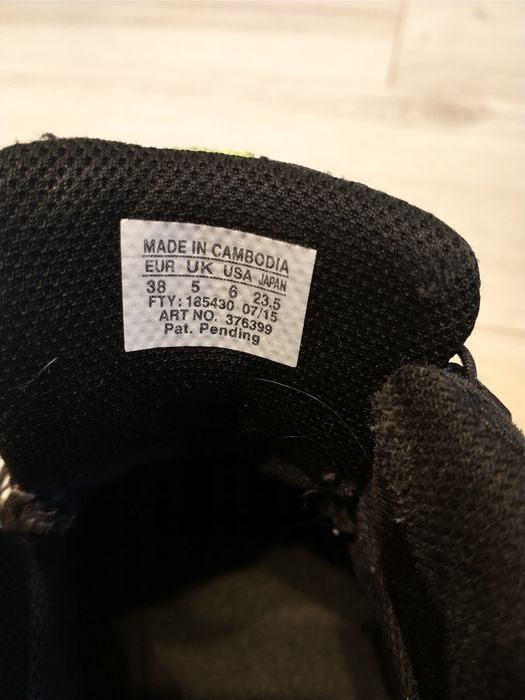 MADE IN CAMBODIA
EUR UK USA JAPAN
38 5 6 23.5
FTY: 185430 07/15
ART NO. 376399
Pat. Pending